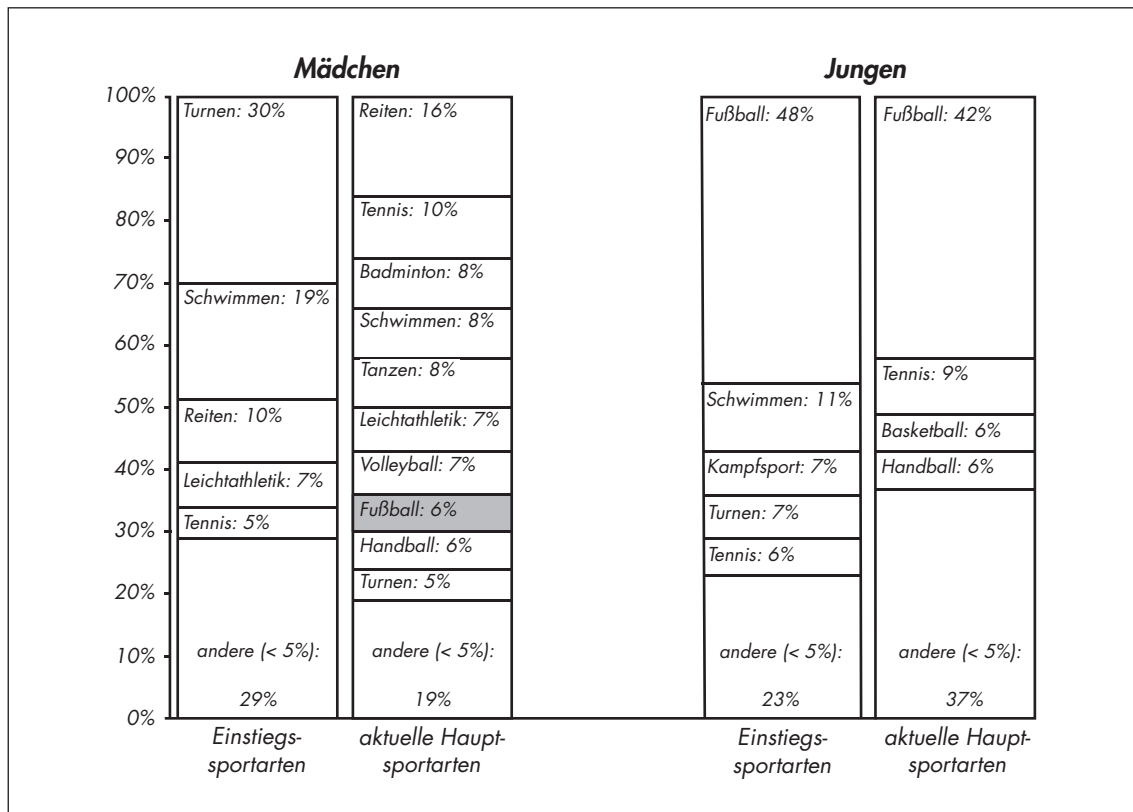 Mädchen
Jungen
100%
90%
80%
70%
60%
50%
40%
30%
20%
10%
0%
Turnen: 30%
Schwimmen: 19%
Reiten: 10%
Leichtathletik: 7%
Tennis: 5%
andere (< 5%):
29%
Einstiegs-
sportarten
Reiten: 16%
Tennis: 10%
Badminton: 8%
Schwimmen: 8%
Tanzen: 8%
Leichtathletik: 7%
Volleyball: 7%
Fußball: 6%
Handball: 6%
Turnen: 5%
andere (< 5%):
19%
aktuelle Haupt-
sportarten
Fußball: 48%
Schwimmen: 11%
Kampfsport: 7%
Turnen: 7%
Tennis: 6%
andere (< 5%):
23%
Einstiegs-
sportarten
Fußball: 42%
Tennis: 9%
Basketball: 6%
Handball: 6%
andere (< 5%):
37%
aktuelle Haupt-
sportarten